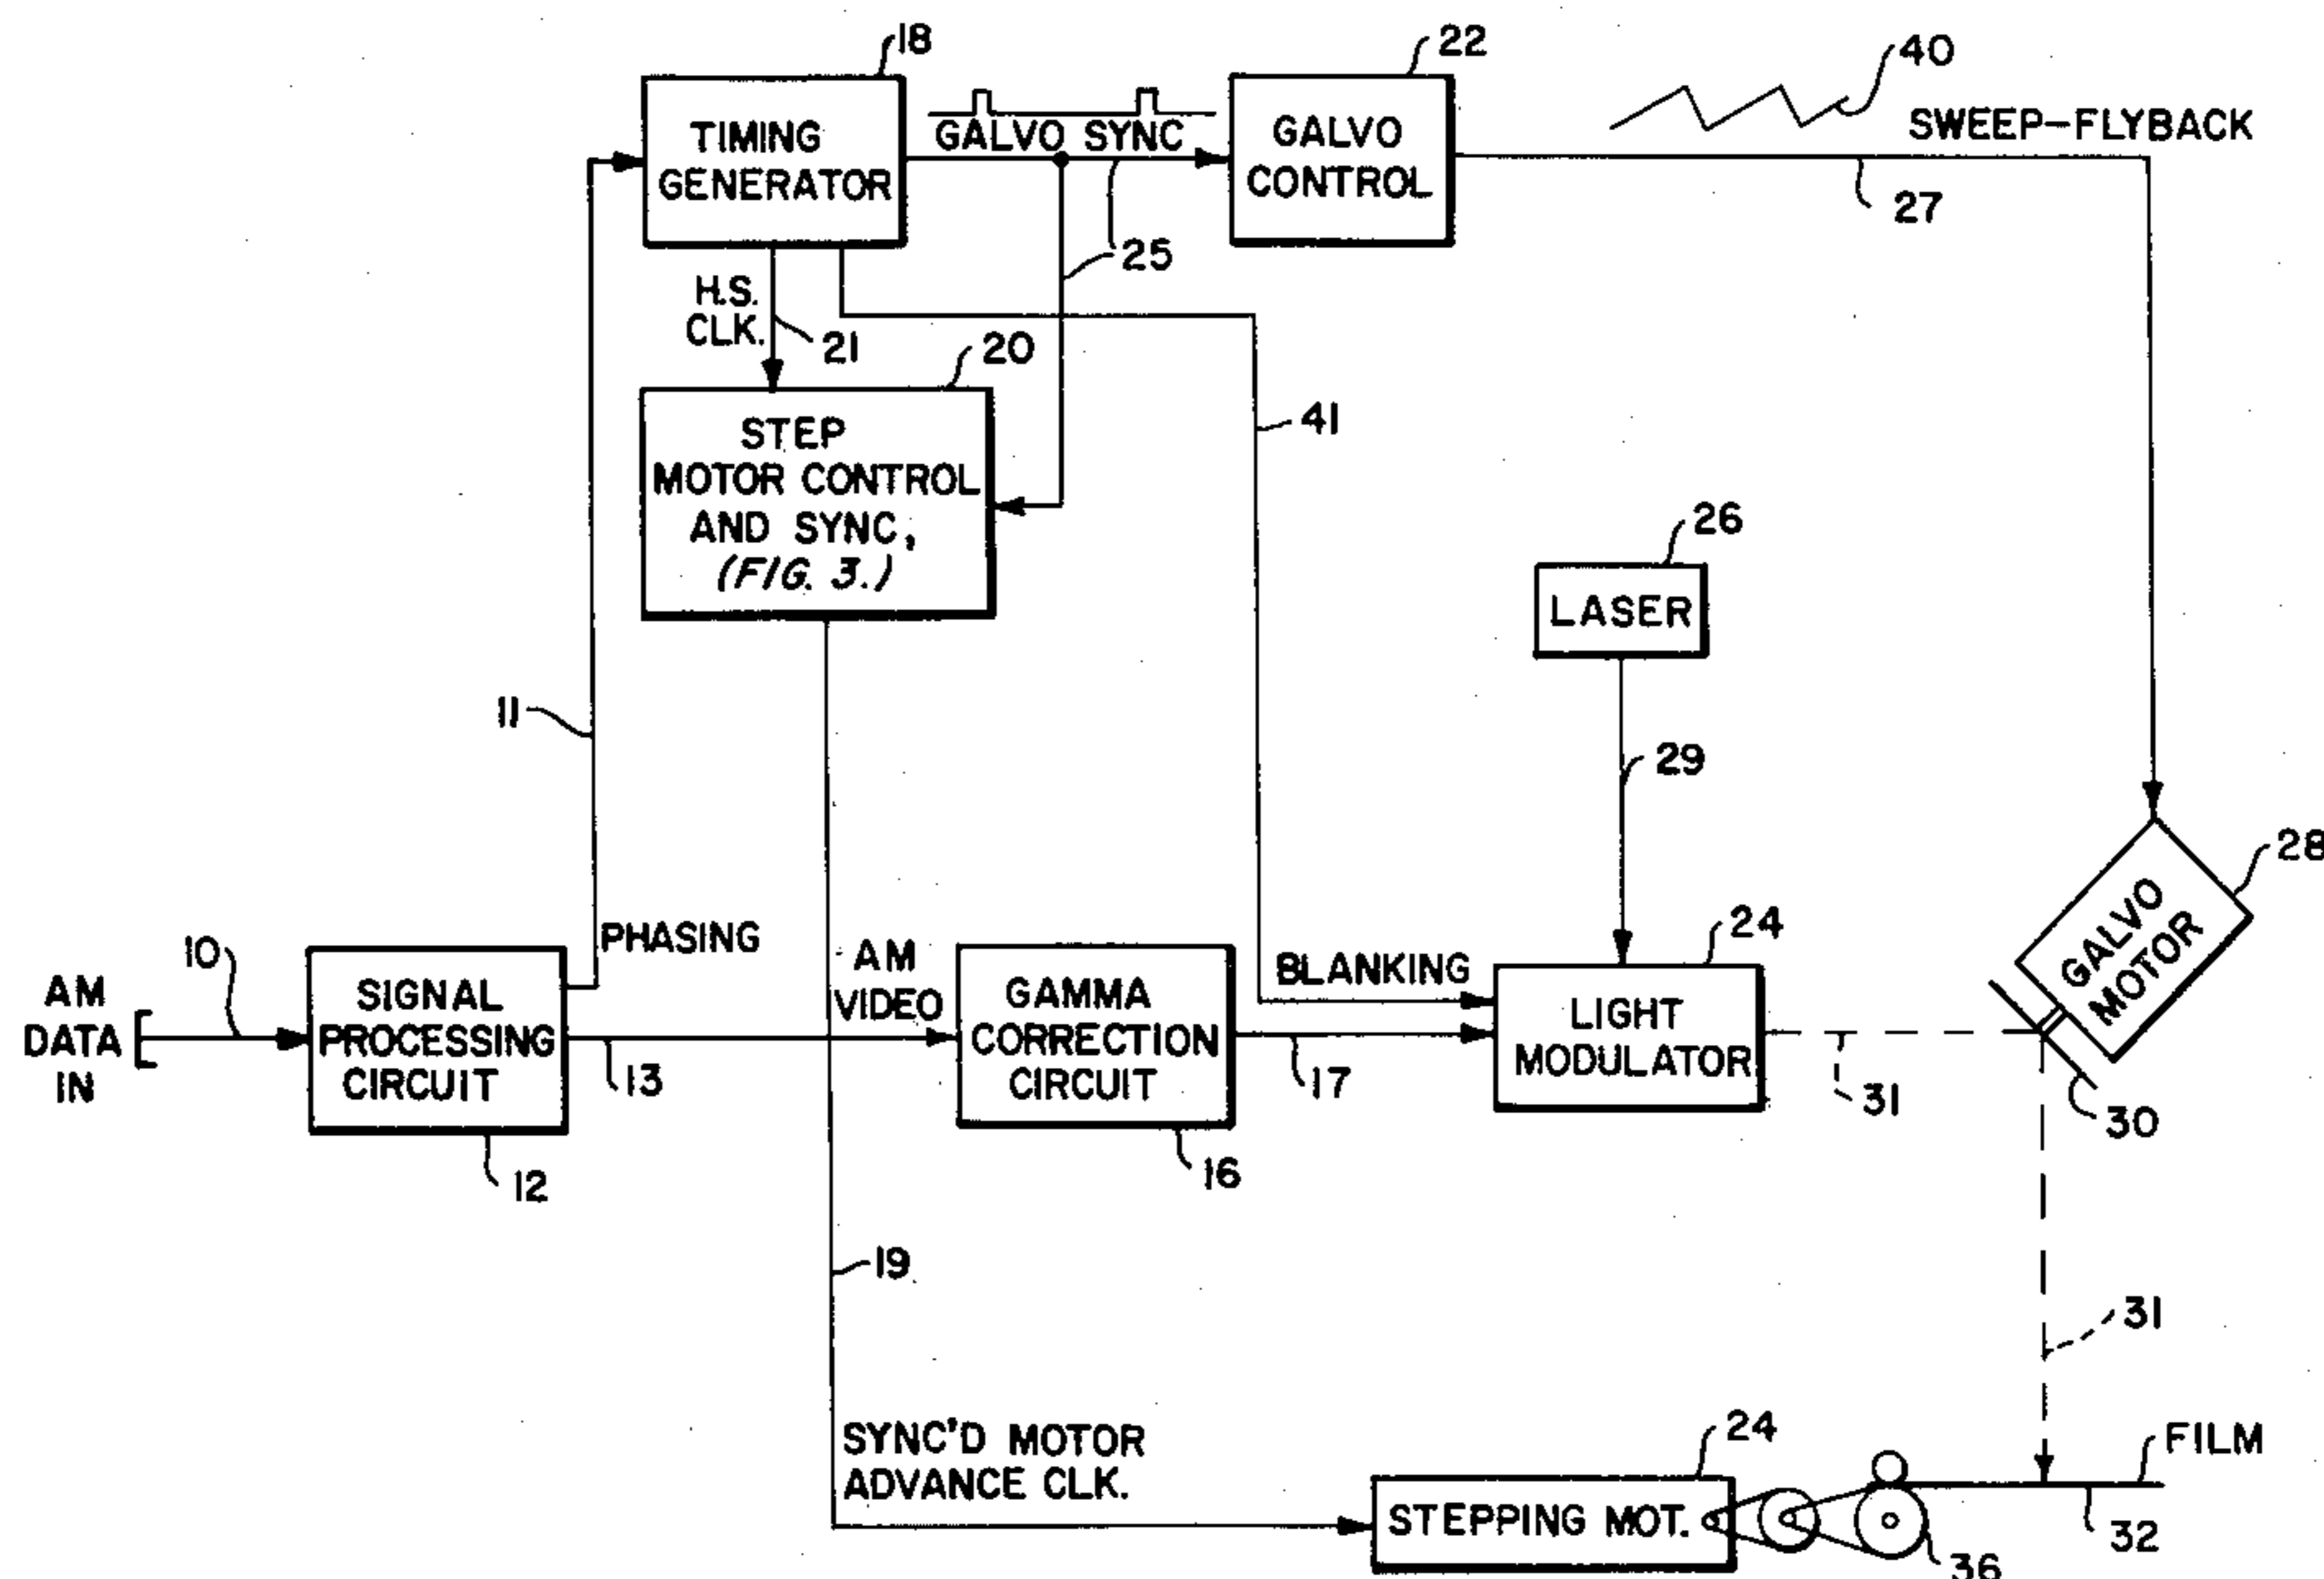 18
22
40
TIMING
GENERATOR
GALVO SYNC
GALVO
CONTROL
SWEEP-FLYBACK
27
25
H.S.
CLK.
21
20
STEP
MOTOR CONTROL
AND SYNC,
(FIG. 3.)
41
26
LASER
11
29
28
GALVO
MOTOR
PHASING
AM
DATA
IN
10
SIGNAL
PROCESSING
CIRCUIT
12
13
AM
VIDEO
GAMMA
CORRECTION
CIRCUIT
16
BLANKING
17
24
LIGHT
MODULATOR
31
30
19
31
SYNC'D MOTOR
ADVANCE CLK.
24
STEPPING MOT.
FILM
32
36